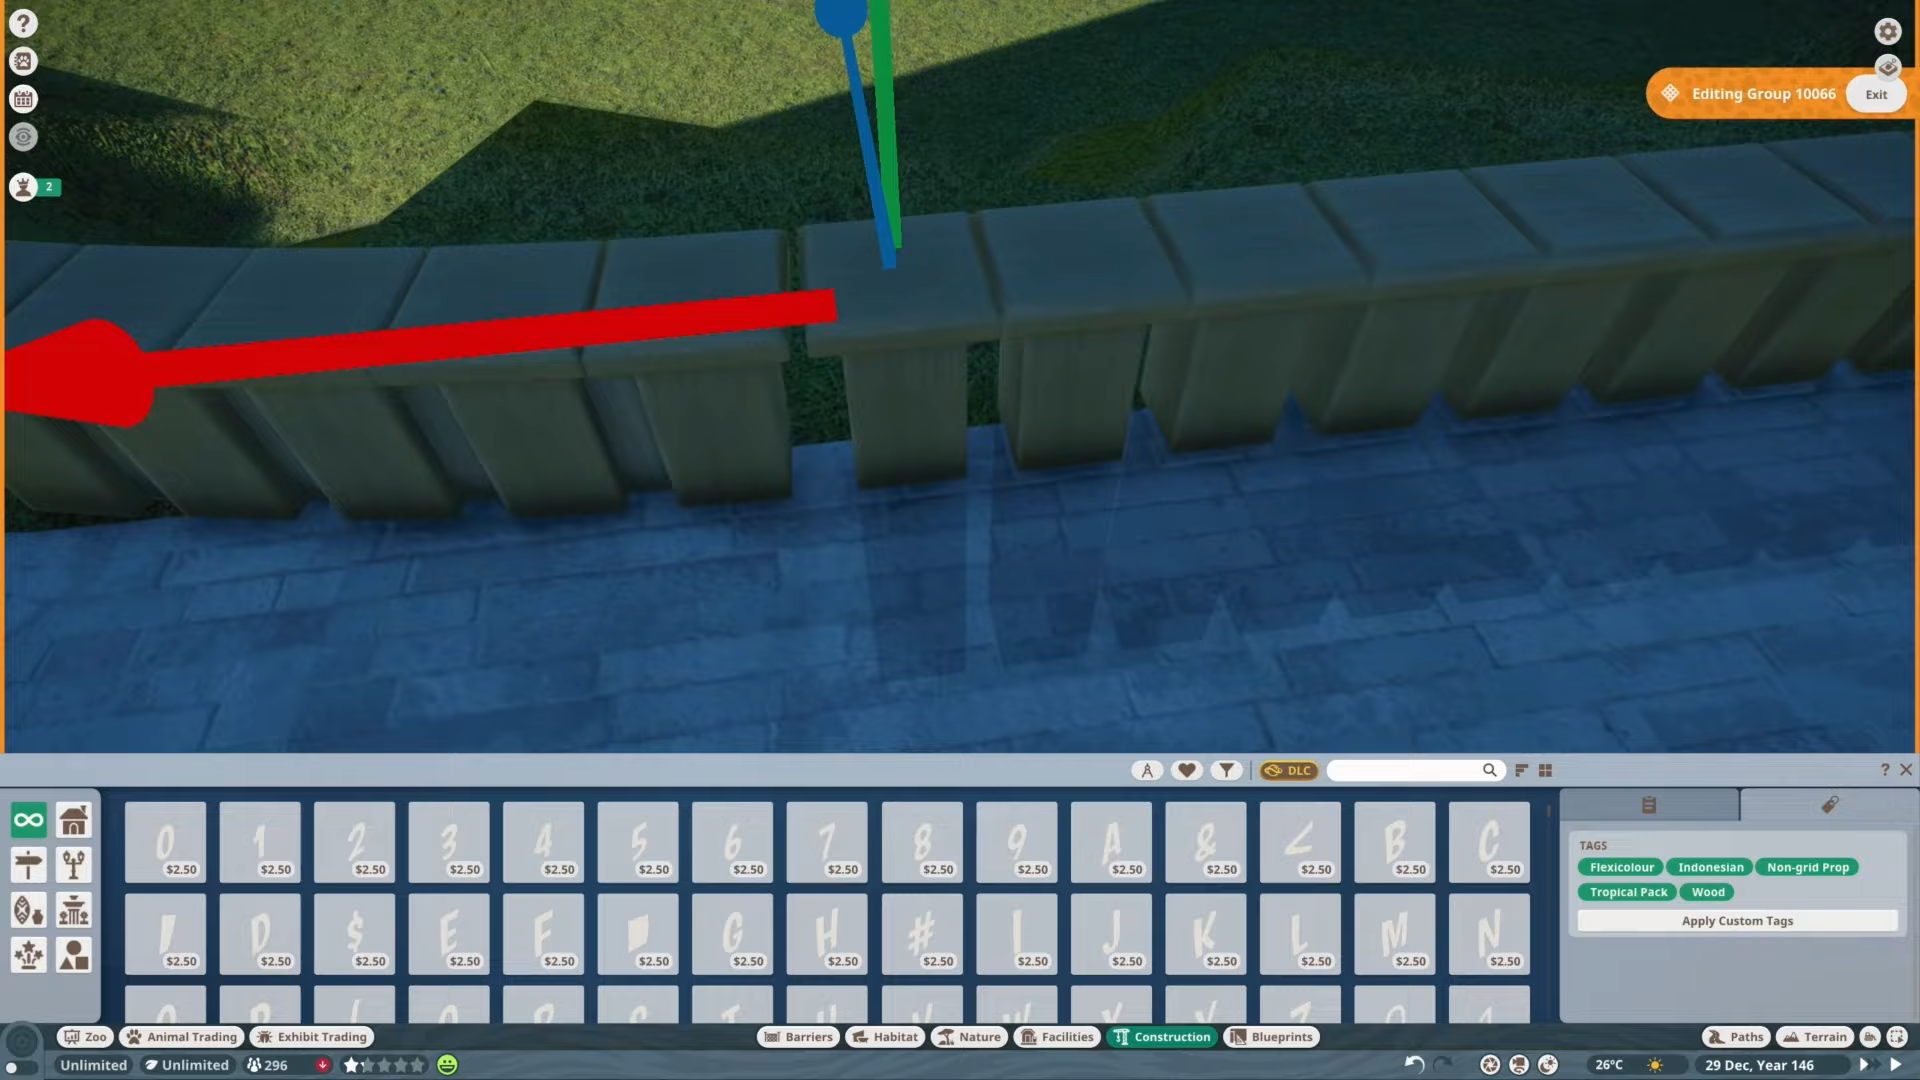 ?
2
Editing Group 10066 Exit
DLC
? 
0 $2.50 1 $2.50 2 $2.50 3 $2.50 4 $2.50 5 $2.50 6 $2.50 7 $2.50 8 $2.50 9 $2.50 A $2.50 & $2.50 < $2.50 B $2.50 C $2.50
$2.50 D $2.50 $ $2.50 E $2.50 F $2.50 $2.50 G $2.50 H $2.50 # $2.50 I $2.50 J $2.50 K $2.50 L $2.50 M $2.50 N $2.50
TAGS
Flexicolour Indonesian Non-grid Prop
Tropical Pack Wood
Apply Custom Tags
Zoo Animal Trading Exhibit Trading Barriers Habitat Nature Facilities Construction Blueprints Paths Terrain
Unlimited Unlimited 296 26°C 29 Dec, Year 146